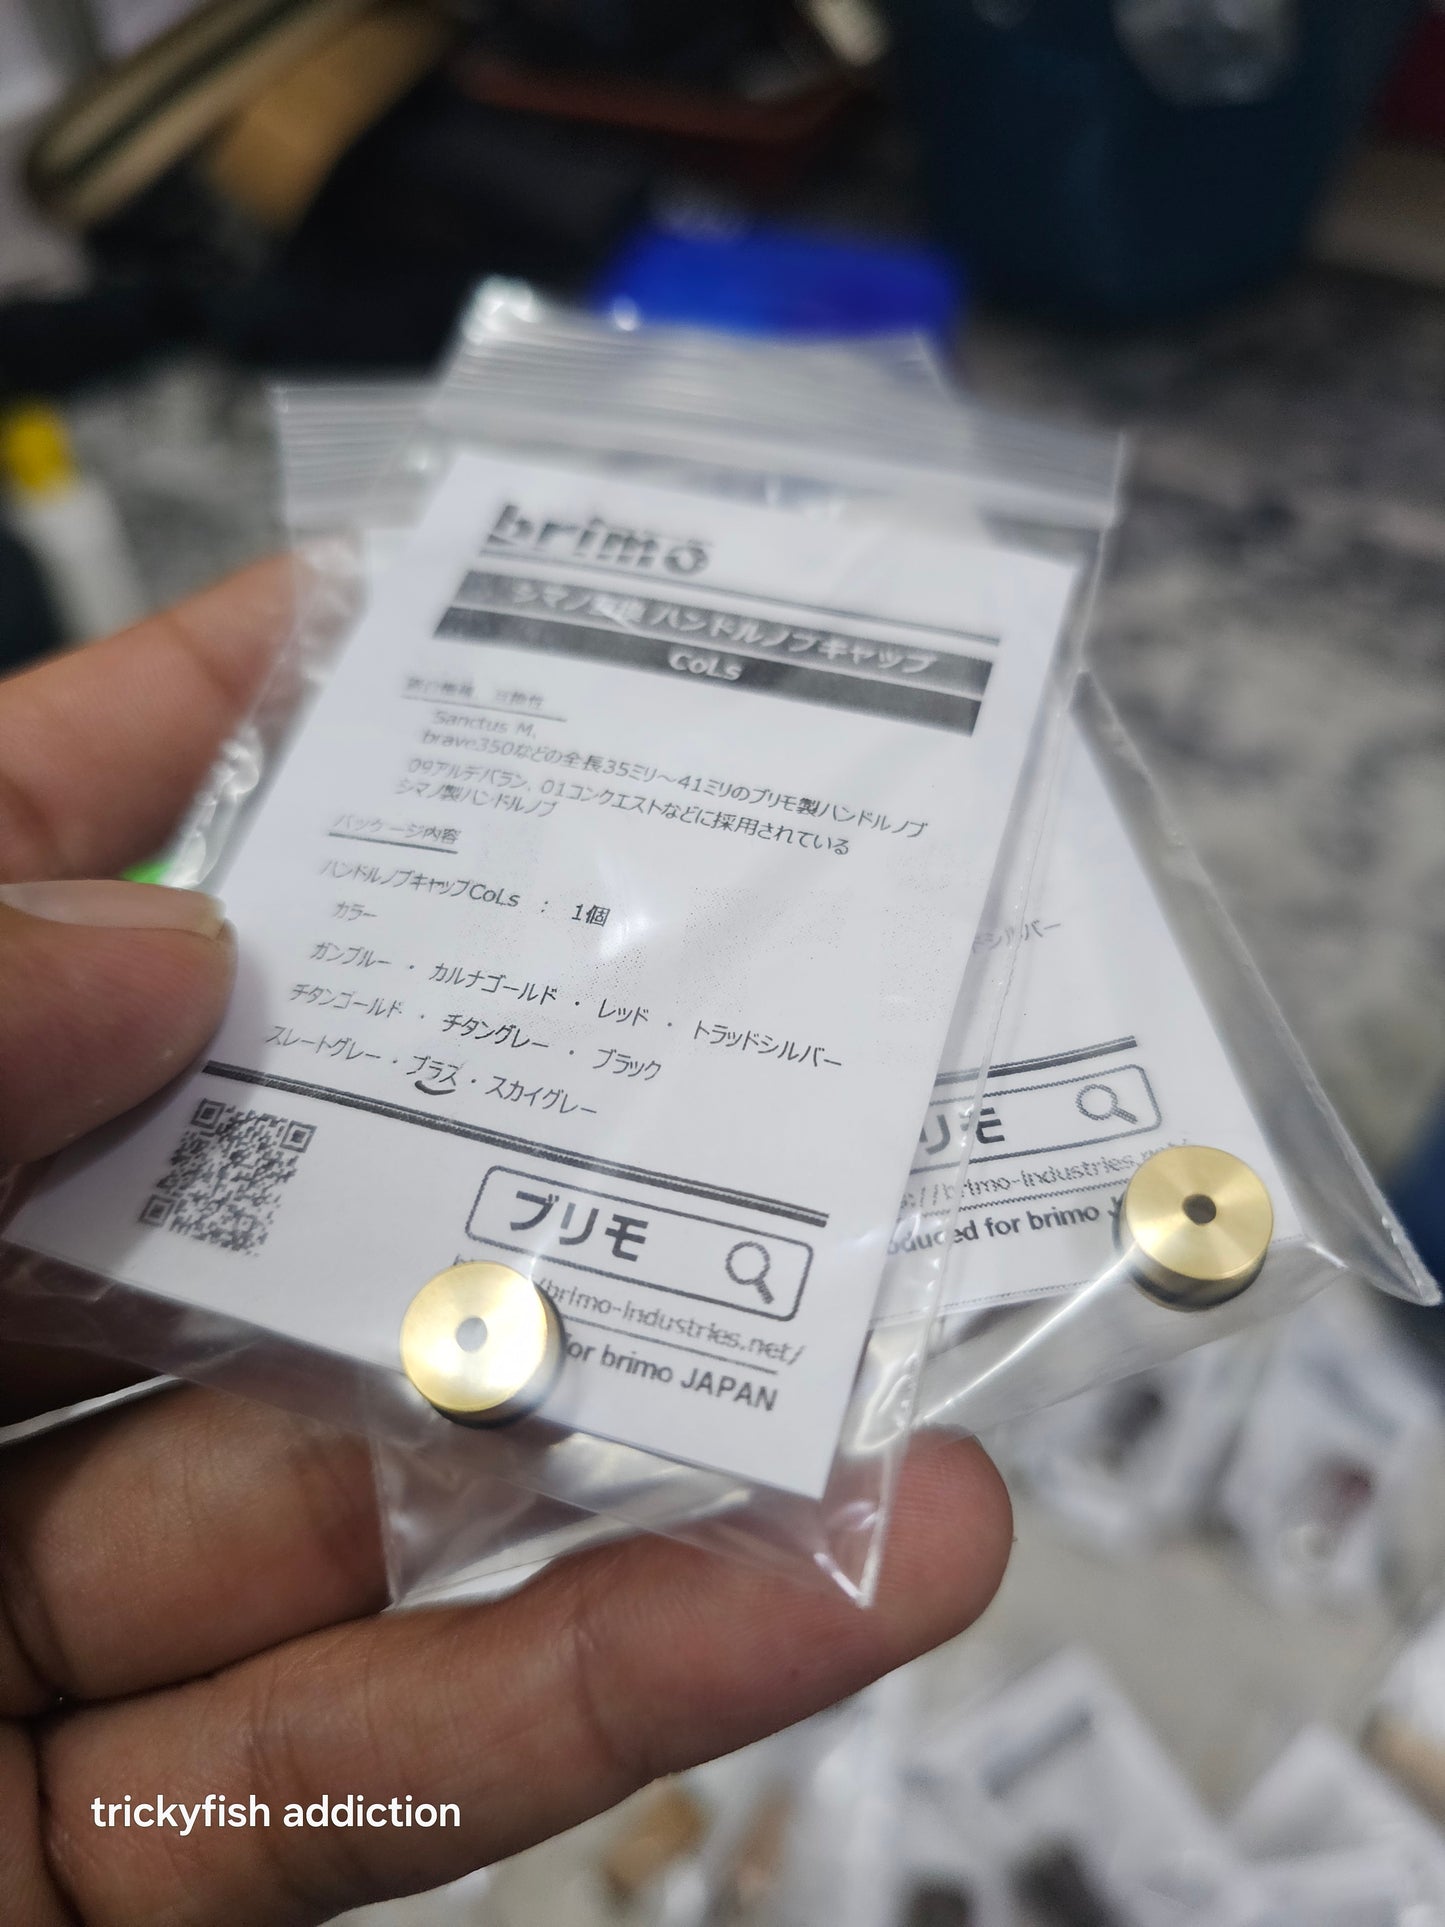 brimo
シマノ ハンドルノブキャップ
CoLs
Sanctus M,
brave350などの全長35ミリ～41ミリのブリモ製ハンドルノブ
09アルデバラン、01コンクエストなどに採用されている
シマノ製ハンドルノブ
パッケージ内容
ハンドルノブキャップCoLs : 1個
カラー
ガンブルー ・ カルナゴールド ・ レッド ・ トラッドシルバー
チタンゴールド ・ チタングレー ・ ブラック
スレートグレー ・ ブラス ・ スカイグレー
ブリモ
/brimo-industries.net/
for brimo JAPAN
ドシルバー
リモ
://brimo-industries.net/
oduced for brimo J
trickyfish addiction